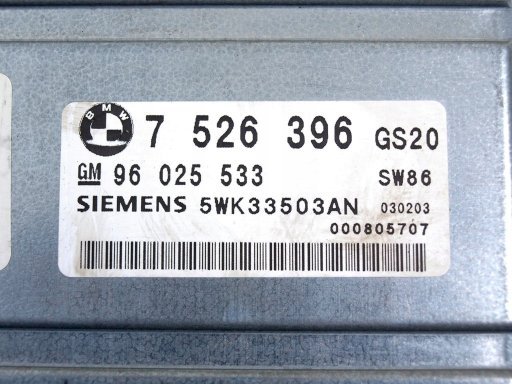 BMW 7 526 396 GS20
GM 96 025 533 SW86
SIEMENS 5WK33503AN 030203
000805707